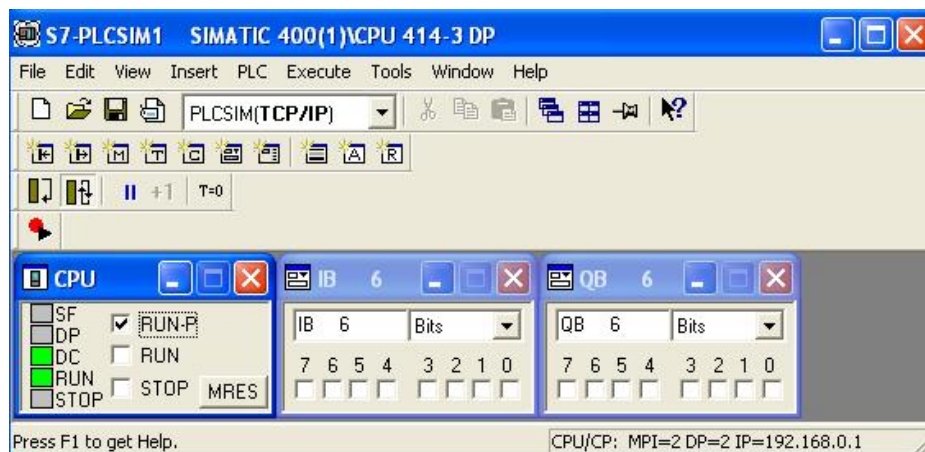 S7-PLCSIM1 SIMATIC 400(1)\CPU 414-3 DP
File Edit View Insert PLC Execute Tools Window Help
PLCSIM(TCP/IP)
M T C A R
+1 T=0
CPU
SF
DP
DC
RUN
STOP
RUN-P
RUN
STOP
MRES
IB 6
IB 6 Bits
7 6 5 4 3 2 1 0
QB 6
QB 6 Bits
7 6 5 4 3 2 1 0
Press F1 to get Help.
CPU/CP: MPI=2 DP=2 IP=192.168.0.1